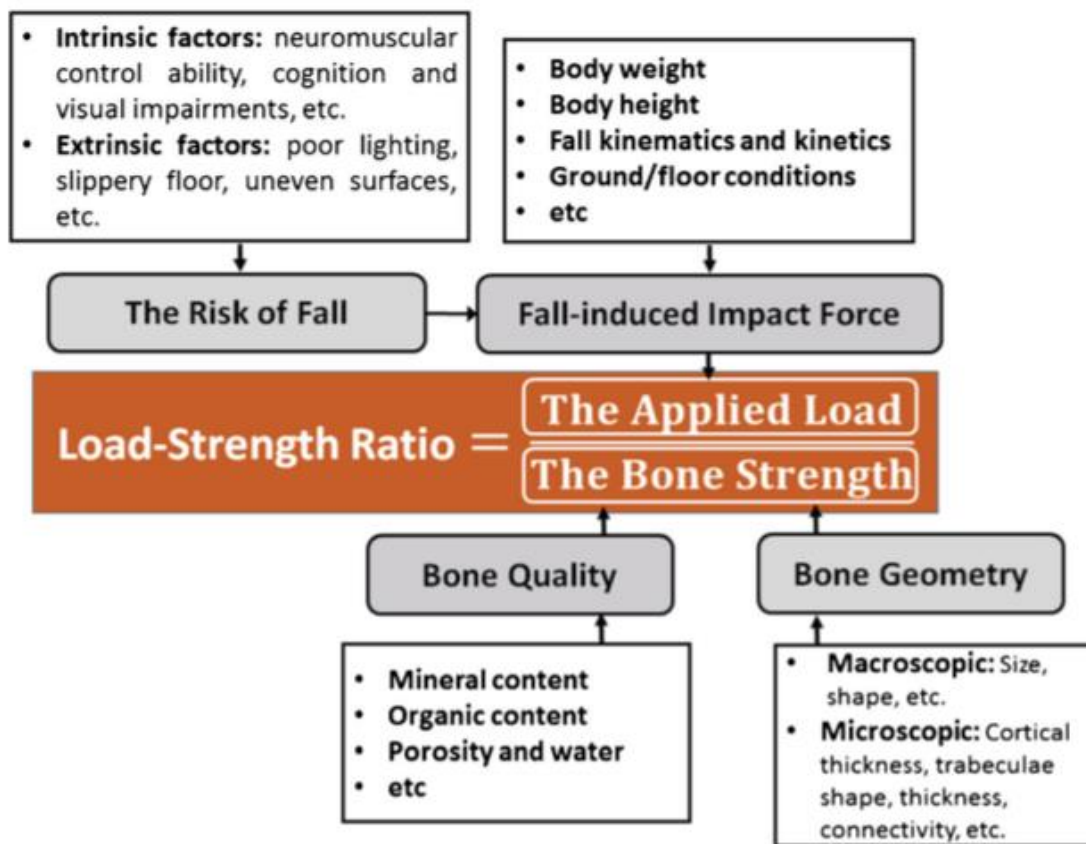 • Intrinsic factors: neuromuscular
control ability, cognition and
visual impairments, etc.
• Extrinsic factors: poor lighting,
slippery floor, uneven surfaces,
etc.
• Body weight
• Body height
• Fall kinematics and kinetics
• Ground/floor conditions
• etc
The Risk of Fall
Fall-induced Impact Force
Load-Strength Ratio =
The Applied Load
The Bone Strength
Bone Quality
Bone Geometry
• Mineral content
• Organic content
• Porosity and water
• etc
• Macroscopic: Size,
shape, etc.
• Microscopic: Cortical
thickness, trabeculae
shape, thickness,
connectivity, etc.